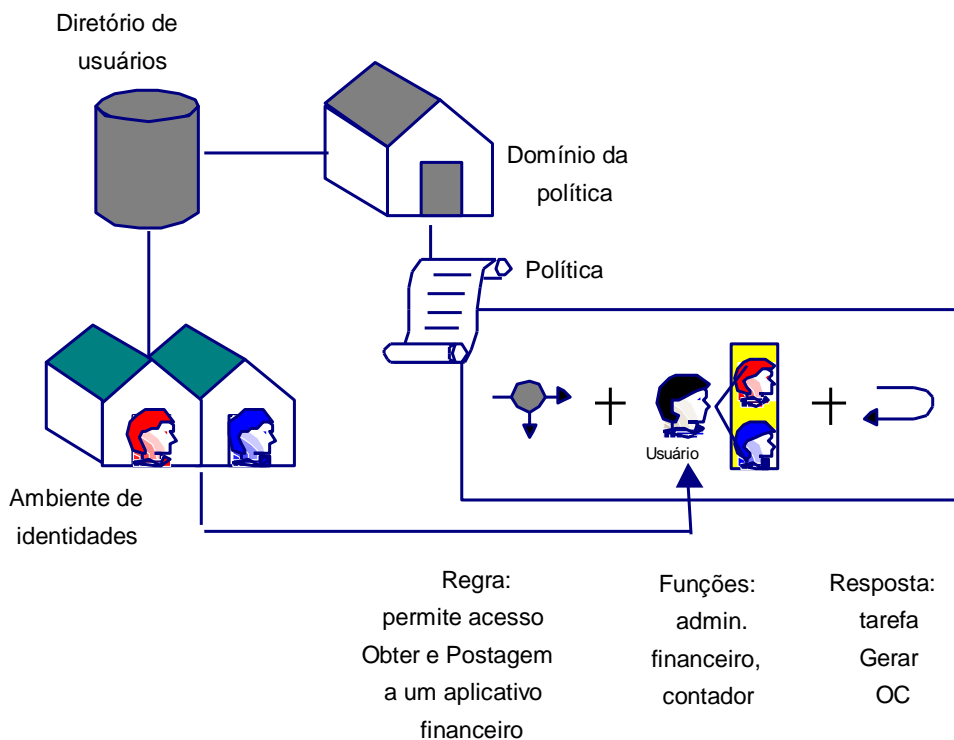 Diretório de
usuários
Domínio da
política
Política
Usuário
Ambiente de
identidades
Regra:
permite acesso
Obter e Postagem
a um aplicativo
financeiro
Funções:
admin.
financeiro,
contador
Resposta:
tarefa
Gerar
OC